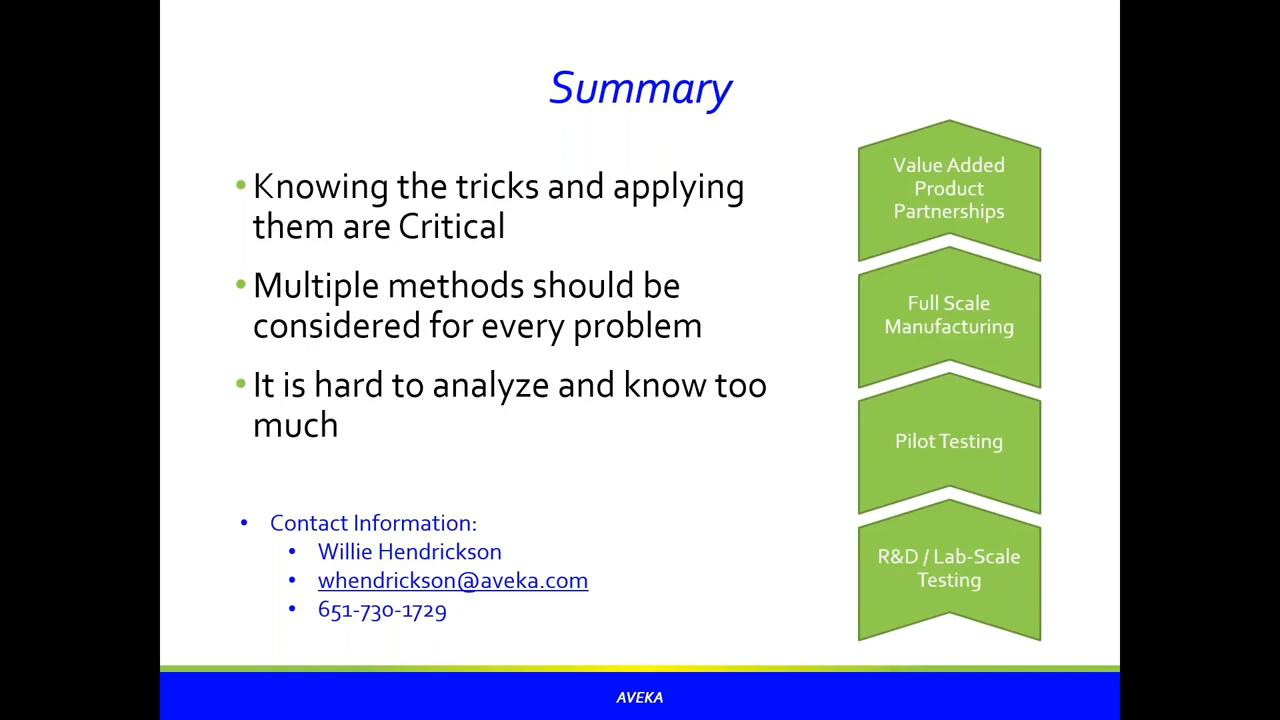 Summary
• Knowing the tricks and applying
them are Critical
• Multiple methods should be
considered for every problem
• It is hard to analyze and know too
much
• Contact Information:
• Willie Hendrickson
• whendrickson@aveka.com
• 651-730-1729
Value Added
Product
Partnerships
Full Scale
Manufacturing
Pilot Testing
R&D / Lab-Scale
Testing
AVEKA